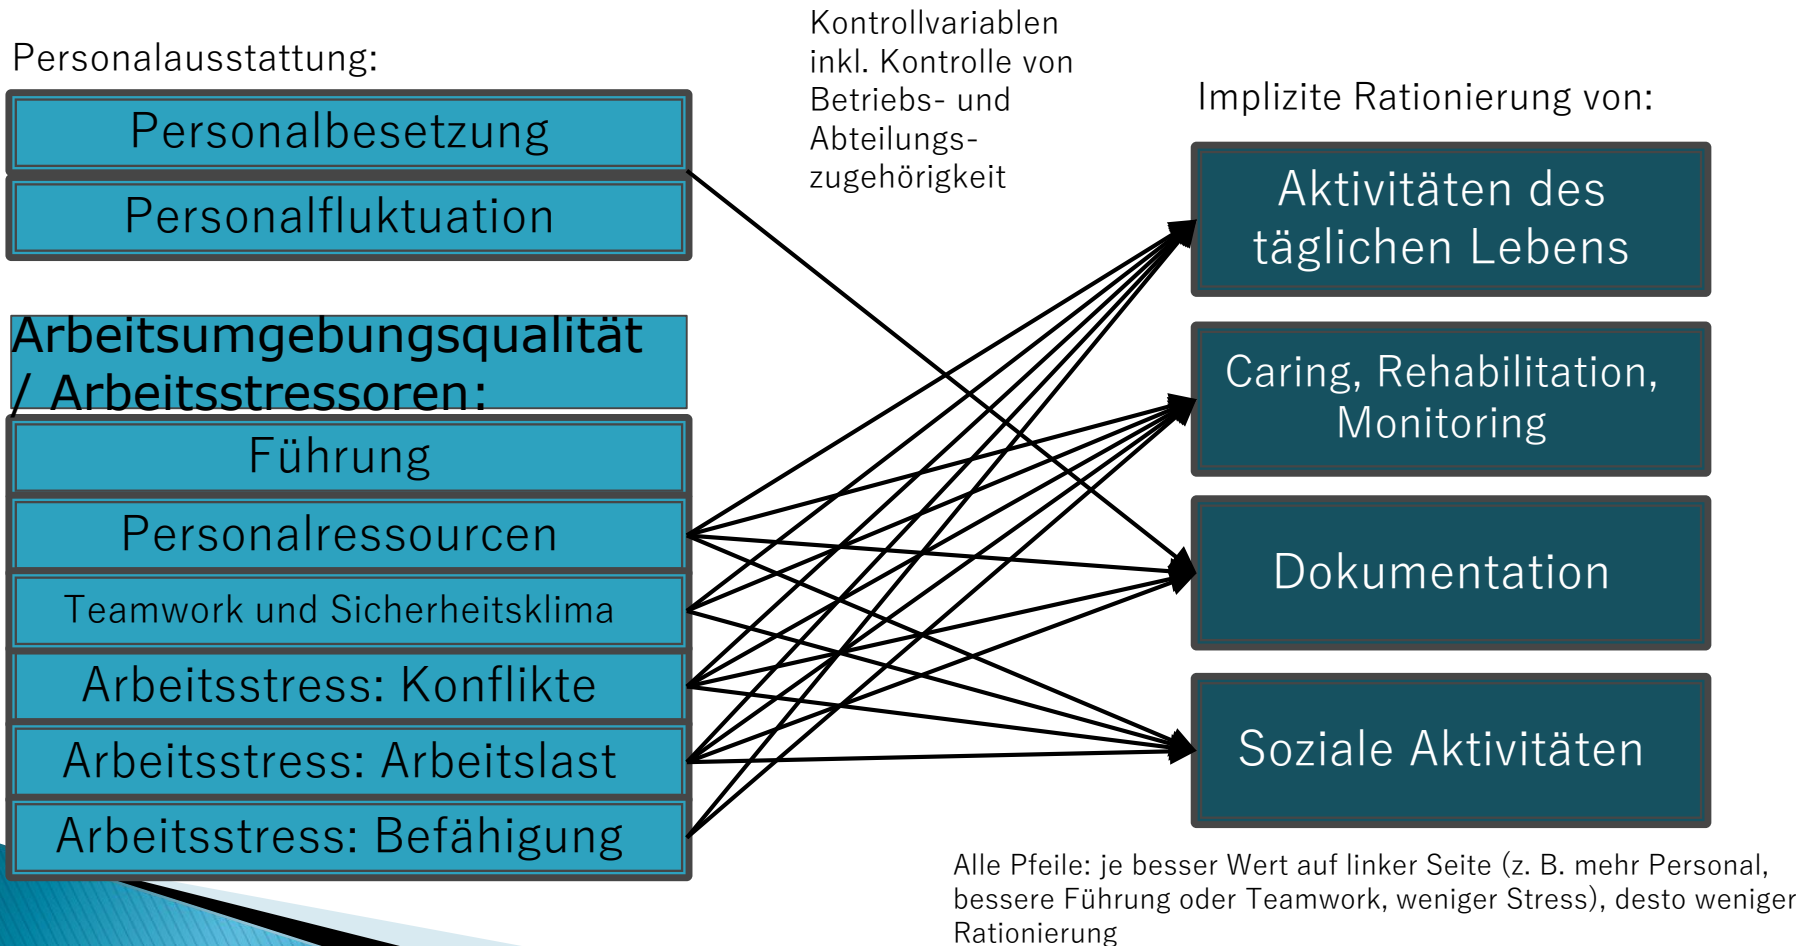 Personalausstattung:
Personalbesetzung
Personalfluktuation
Arbeitsumgebungsqualität
/ Arbeitsstressoren:
Führung
Personalressourcen
Teamwork und Sicherheitsklima
Arbeitsstress: Konflikte
Arbeitsstress: Arbeitslast
Arbeitsstress: Befähigung
Kontrollvariablen
inkl. Kontrolle von
Betriebs- und
Abteilungs-
zugehörigkeit
Implizite Rationierung von:
Aktivitäten des
täglichen Lebens
Caring, Rehabilitation,
Monitoring
Dokumentation
Soziale Aktivitäten
Alle Pfeile: je besser Wert auf linker Seite (z. B. mehr Personal,
bessere Führung oder Teamwork, weniger Stress), desto weniger
Rationierung